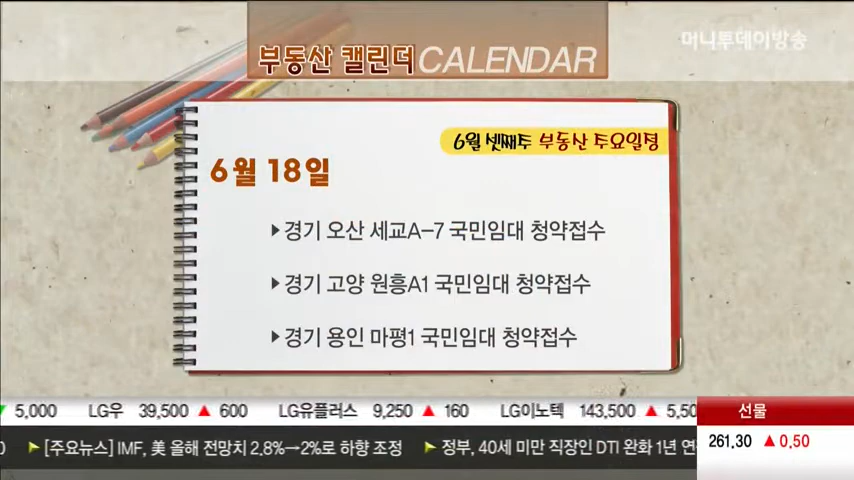 부동산 캘린더 CALENDAR
머니투데이방송
6월 셋째주 부동산 주요일정
6월 18일
▶경기 오산 세교A-7 국민임대 청약접수
▶경기 고양 원흥A1 국민임대 청약접수
▶경기 용인 마평1 국민임대 청약접수
▼ 5,000 LG우 39,500 ▲ 600 LG유플러스 9,250 ▲ 160 LG이노텍 143,500 ▲ 5,50
선물
261.30 ▲0.50
0 ▶[주요뉴스] IMF, 美 올해 전망치 2.8%→2%로 하향 조정 ▶정부, 40세 미만 직장인 DTI 완화 1년 연